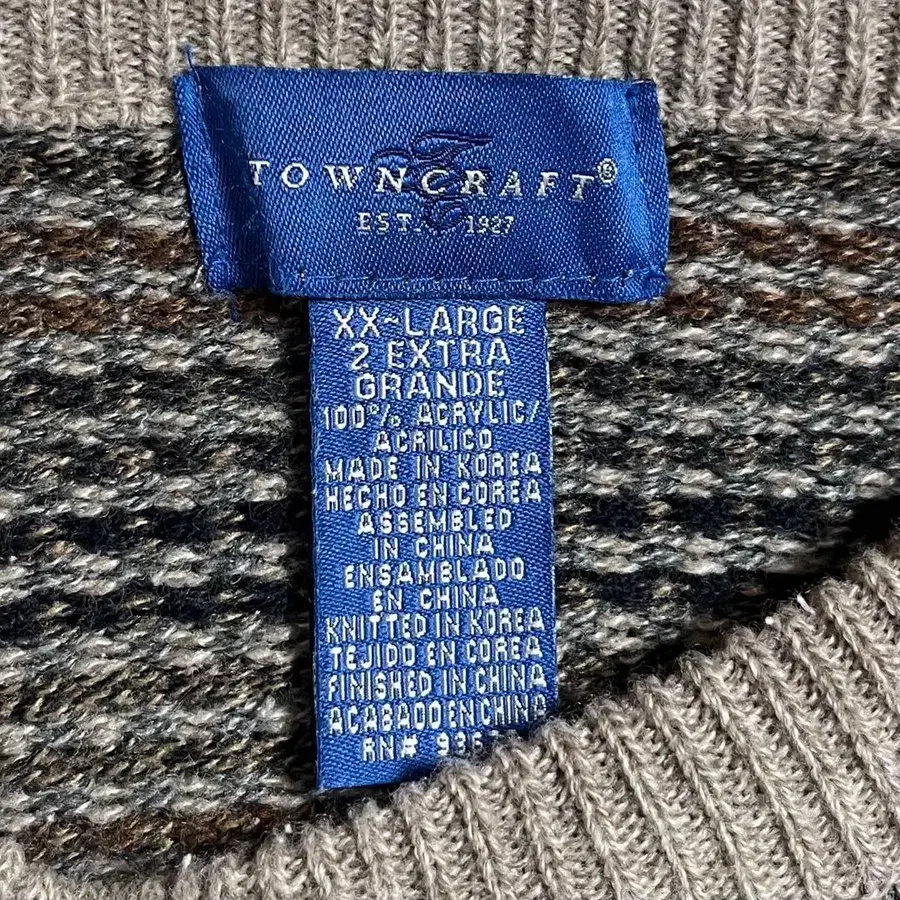 TOWNCRAFT®
EST. 1927
XX-LARGE
2 EXTRA
GRANDE
100% ACRYLIC/
ACRILICO
MADE IN KOREA
HECHO EN COREA
ASSEMBLED
IN CHINA
ENSAMBLADO
EN CHINA
KNITTED IN KOREA
TEJIDO EN COREA
FINISHED IN CHINA
ACABADO EN CHINA
RN#